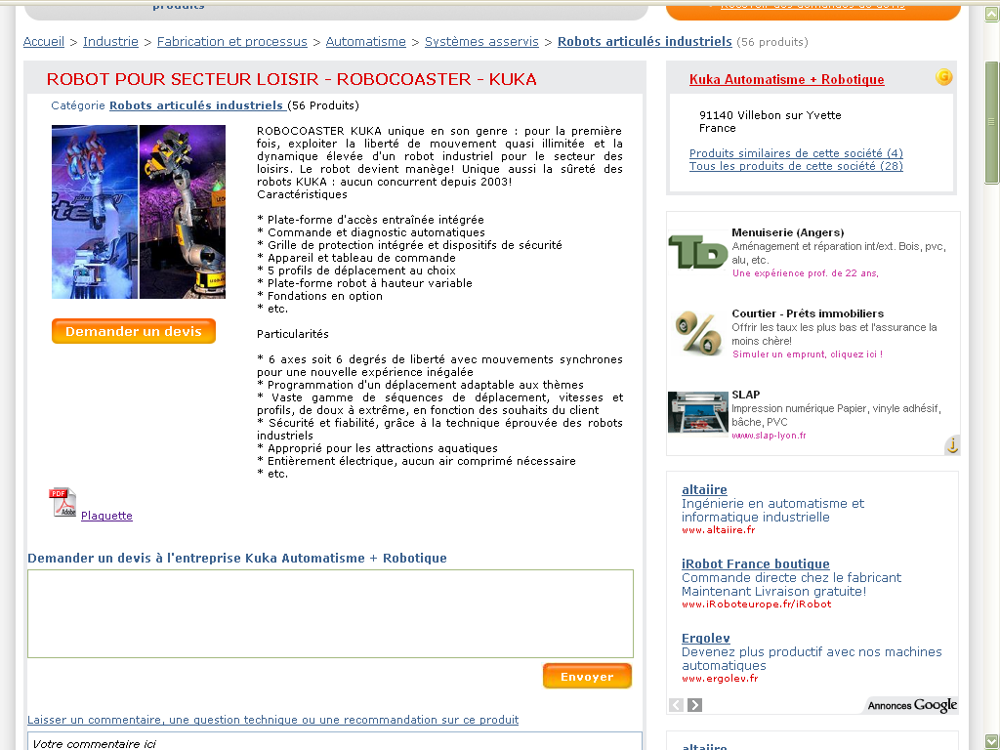 produits
Recevoir des demandes de devis
Accueil > Industrie > Fabrication et processus > Automatisme > Systèmes asservis > Robots articulés industriels (56 produits)
ROBOT POUR SECTEUR LOISIR - ROBOCOASTER - KUKA
Catégorie Robots articulés industriels (56 Produits)
ROBOCOASTER KUKA unique en son genre : pour la première
fois, exploiter la liberté de mouvement quasi illimitée et la
dynamique élevée d'un robot industriel pour le secteur des
loisirs. Le robot devient manège! Unique aussi la sûreté des
robots KUKA : aucun concurrent depuis 2003!
Caractéristiques
* Plate-forme d'accès entraînée intégrée
* Commande et diagnostic automatiques
* Grille de protection intégrée et dispositifs de sécurité
* Appareil et tableau de commande
* 5 profils de déplacement au choix
* Plate-forme robot à hauteur variable
* Fondations en option
* etc.
Demander un devis
Particularités
* 6 axes soit 6 degrés de liberté avec mouvements synchrones
pour une nouvelle expérience inégalée
* Programmation d'un déplacement adaptable aux thèmes
* Vaste gamme de séquences de déplacement, vitesses et
profils, de doux à extrême, en fonction des souhaits du client
* Sécurité et fiabilité, grâce à la technique éprouvée des robots
industriels
* Approprié pour les attractions aquatiques
* Entièrement électrique, aucun air comprimé nécessaire
* etc.
PDF
Adobe
Plaquette
Demander un devis à l'entreprise Kuka Automatisme + Robotique
Envoyer
Laisser un commentaire, une question technique ou une recommandation sur ce produit
Votre commentaire ici
Kuka Automatisme + Robotique
G
91140 Villebon sur Yvette
France
Produits similaires de cette société (4)
Tous les produits de cette société (28)
TD
Menuiserie (Angers)
Aménagement et réparation int/ext. Bois, pvc,
alu, etc.
Une expérience prof. de 22 ans.
Courtier - Prêts immobiliers
Offrir les taux les plus bas et l'assurance la
moins chère!
Simuler un emprunt, cliquez ici !
SLAP
Impression numérique Papier, vinyle adhésif,
bâche, PVC
www.slap-lyon.fr
altaiire
Ingénierie en automatisme et
informatique industrielle
www.altaiire.fr
iRobot France boutique
Commande directe chez le fabricant
Maintenant Livraison gratuite!
www.iRoboteurope.fr/iRobot
Ergolev
Devenez plus productif avec nos machines
automatiques
www.ergolev.fr
Annonces Google
altaiire